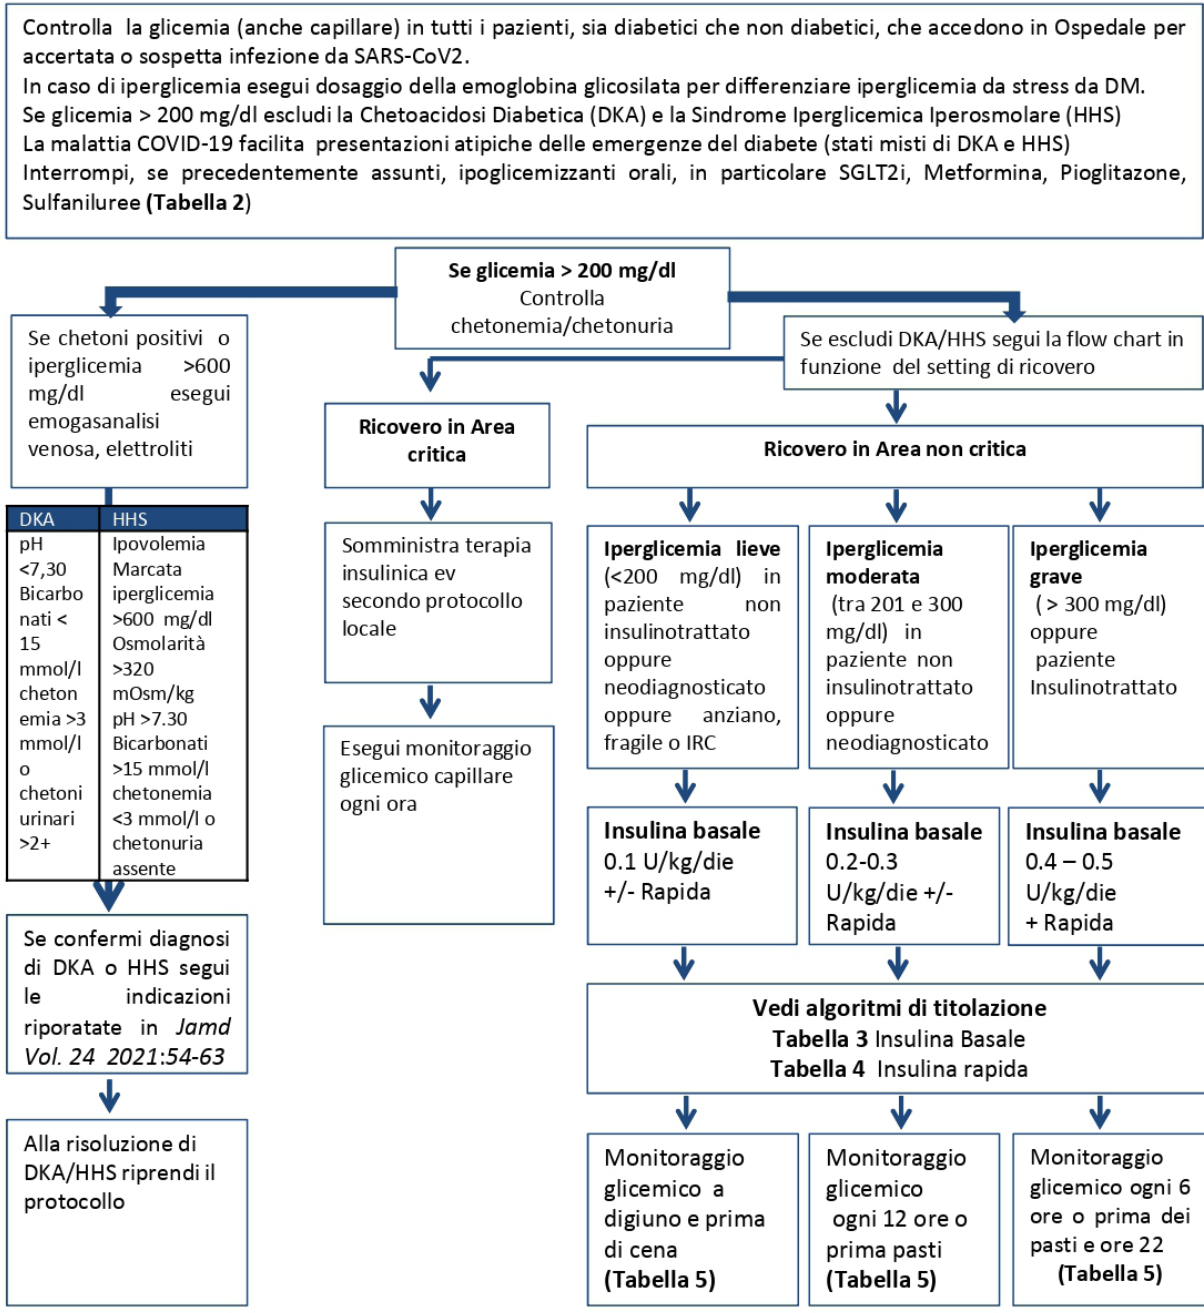 Controlla la glicemia (anche capillare) in tutti i pazienti, sia diabetici che non diabetici, che accedono in Ospedale per
accertata o sospetta infezione da SARS-CoV2.
In caso di iperglicemia esegui dosaggio della emoglobina glicosilata per differenziare iperglicemia da stress da DM.
Se glicemia > 200 mg/dl escludi la Chetoacidosi Diabetica (DKA) e la Sindrome Iperglicemica Iperosmolare (HHS)
La malattia COVID-19 facilita presentazioni atipiche delle emergenze del diabete (stati misti di DKA e HHS)
Interrompi, se precedentemente assunti, ipoglicemizzanti orali, in particolare SGLT2i, Metformina, Pioglitazone,
Sulfaniluree (Tabella 2)
Se glicemia > 200 mg/dl
Controlla
chetonemia/chetonuria
Se chetoni positivi o
iperglicemia >600
mg/dl esegui
emogasanalisi
venosa, elettroliti
DKA
pH
<7,30
Bicarbo
nati <
15
mmol/l
cheton
emia >3
mmol/l
o
chetoni
urinari
>2+
HHS
Ipovolemia
Marcata
iperglicemia
>600 mg/dl
Osmolarità
>320
mOsm/kg
pH >7.30
Bicarbonati
>15 mmol/l
chetonemia
<3 mmol/l o
chetonuria
assente
Se confermi diagnosi
di DKA o HHS segui
le indicazioni
riporatate in Jamd
Vol. 24 2021:54-63
Alla risoluzione di
DKA/HHS riprendi il
protocollo
Se escludi DKA/HHS segui la flow chart in
funzione del setting di ricovero
Ricovero in Area
critica
Somministra terapia
insulinica ev
secondo protocollo
locale
Esegui monitoraggio
glicemico capillare
ogni ora
Ricovero in Area non critica
Iperglicemia lieve
(<200 mg/dl) in
paziente non
insulinotrattato
oppure
neodiagnosticato
oppure anziano,
fragile o IRC
Iperglicemia
moderata
(tra 201 e 300
mg/dl) in
paziente non
insulinotrattato
oppure
neodiagnosticato
Iperglicemia
grave
( > 300 mg/dl)
oppure
paziente
Insulinotrattato
Insulina basale
0.1 U/kg/die
+/- Rapida
Insulina basale
0.2-0.3
U/kg/die +/-
Rapida
Insulina basale
0.4 – 0.5
U/kg/die
+ Rapida
Vedi algoritmi di titolazione
Tabella 3 Insulina Basale
Tabella 4 Insulina rapida
Monitoraggio
glicemico a
digiuno e prima
di cena
(Tabella 5)
Monitoraggio
glicemico
ogni 12 ore o
prima pasti
(Tabella 5)
Monitoraggio
glicemico ogni 6
ore o prima dei
pasti e ore 22
(Tabella 5)